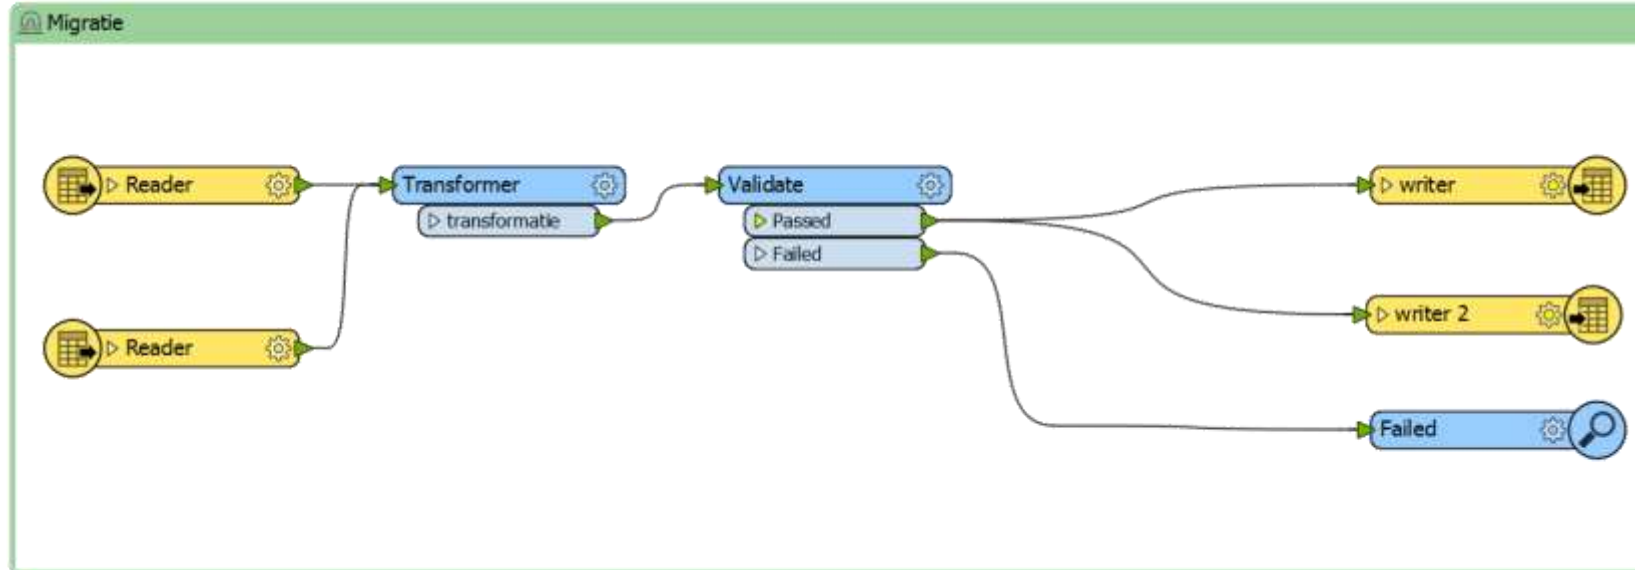 Migratie
Reader
Transformer
transformatie
Validate
Passed
Failed
writer
Reader
writer 2
Failed